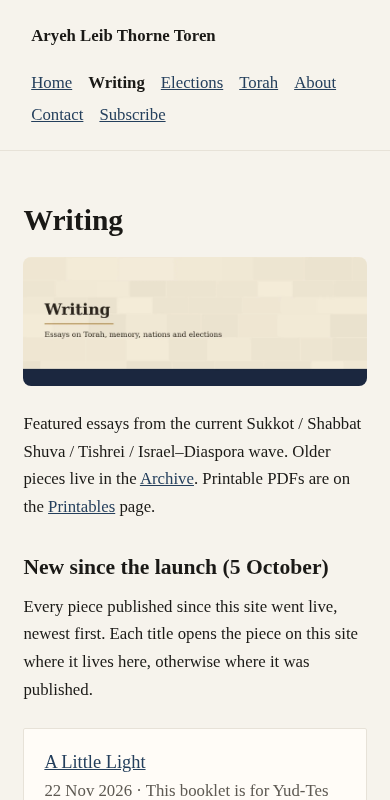 Aryeh Leib Thorne Toren
Home Writing Elections Torah About
Contact Subscribe
Writing
Writing
Essays on Torah, memory, nations and elections
Featured essays from the current Sukkot / Shabbat
Shuva / Tishrei / Israel–Diaspora wave. Older
pieces live in the Archive. Printable PDFs are on
the Printables page.
New since the launch (5 October)
Every piece published since this site went live,
newest first. Each title opens the piece on this site
where it lives here, otherwise where it was
published.
A Little Light
22 Nov 2026 · This booklet is for Yud-Tes